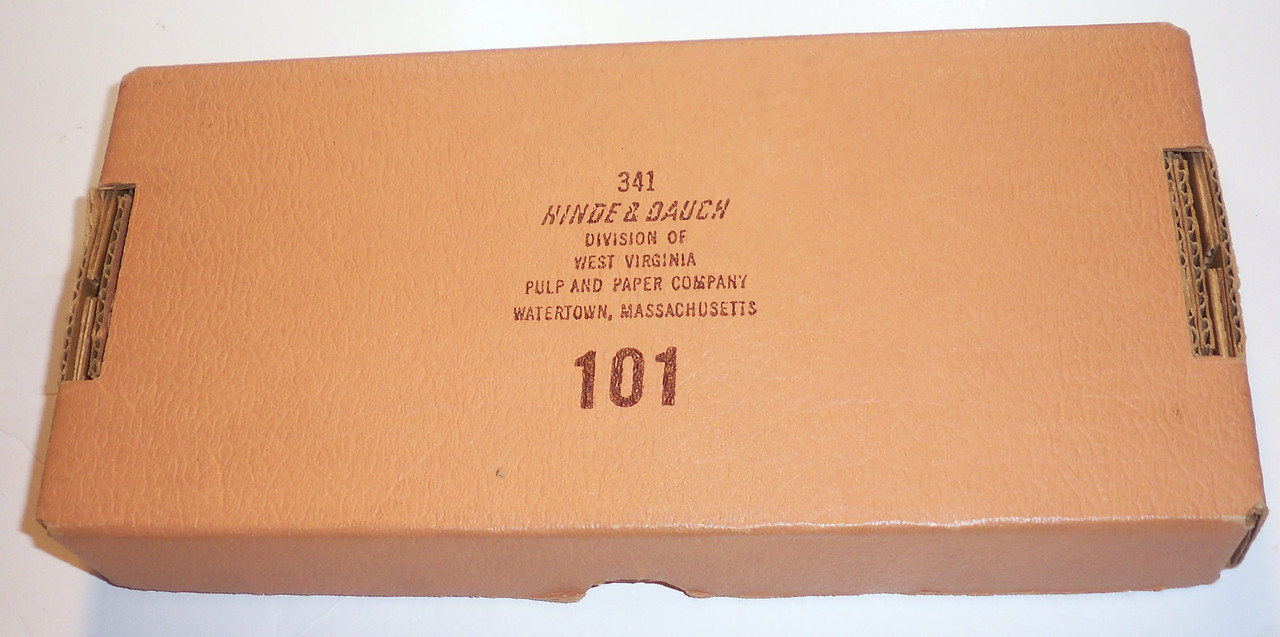 341
HINDE & DAUCH
DIVISION OF
WEST VIRGINIA
PULP AND PAPER COMPANY
WATERTOWN, MASSACHUSETTS
101